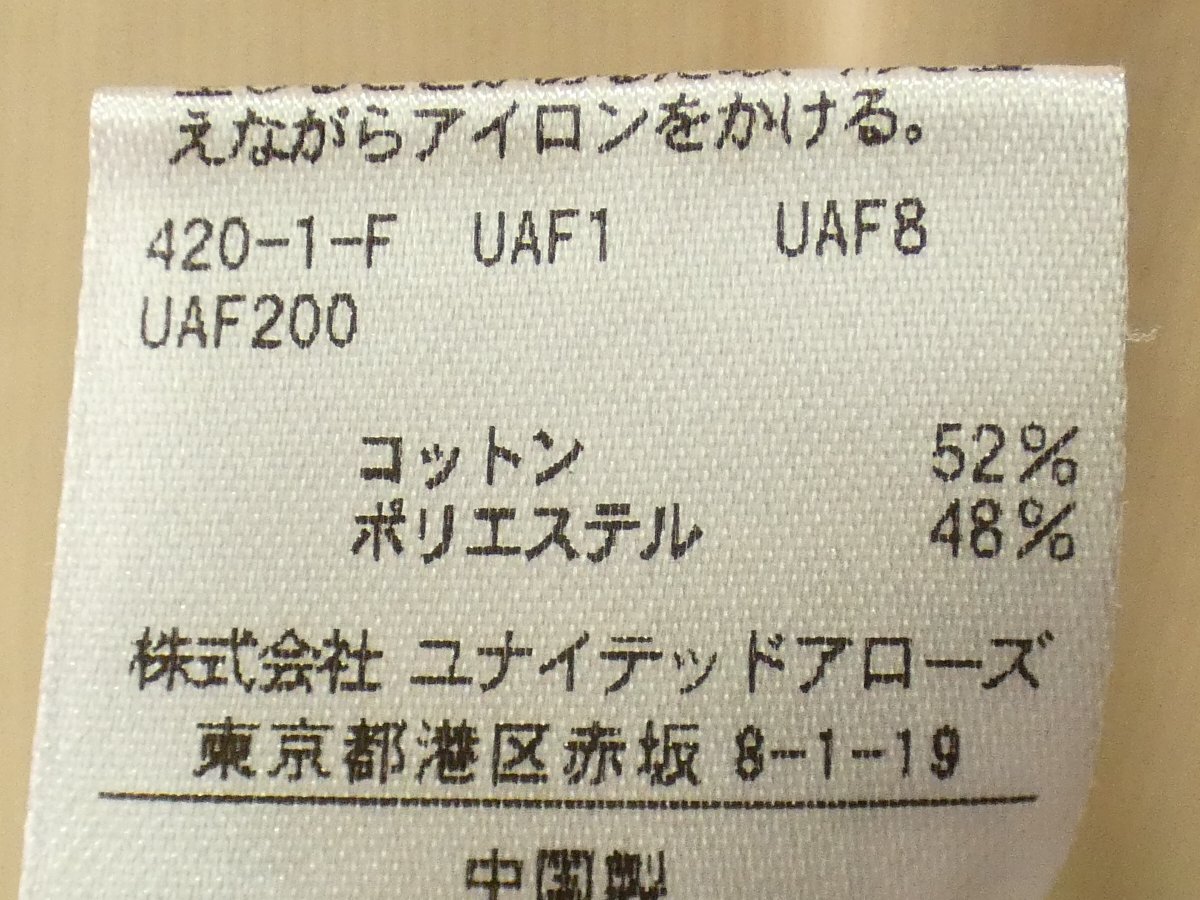 えながらアイロンをかける。
420-1-F UAF1 UAF8
UAF200
コットン 52%
ポリエステル 48%
株式会社 ユナイテッドアローズ
東京都港区赤坂 8-1-19
中国製